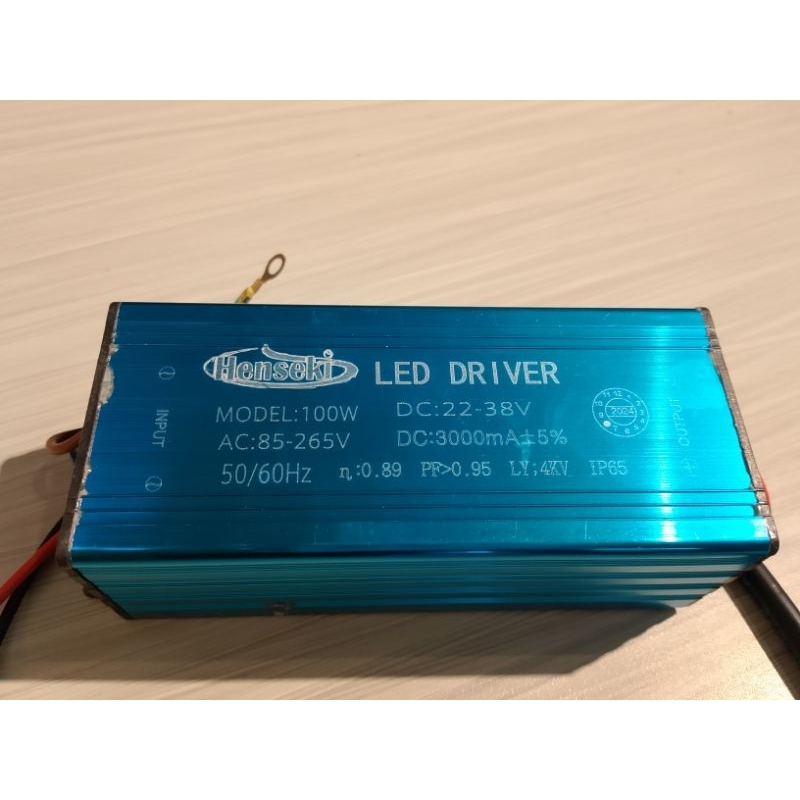 Henseki LED DRIVER
MODEL:100W DC:22-38V
AC:85-265V DC:3000mA±5%
50/60Hz η:0.89 PF>0.95 LY;4KV IP65
INPUT
OUTPUT
2024